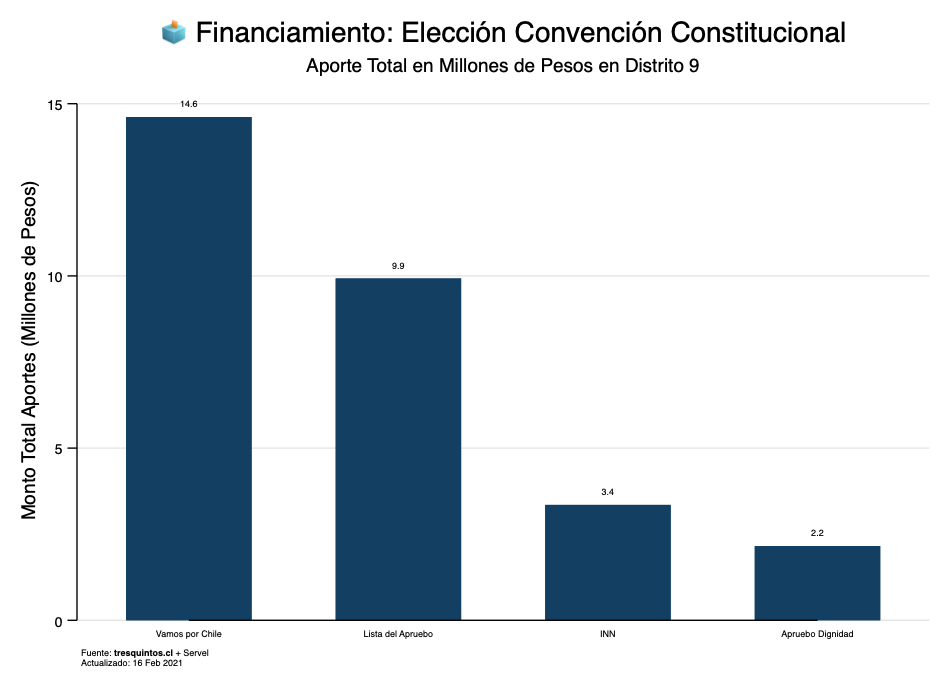 Financiamiento: Elección Convención Constitucional
Aporte Total en Millones de Pesos en Distrito 9
Monto Total Aportes (Millones de Pesos)
15
10
5
0
14.6
9.9
3.4
2.2
Vamos por Chile
Lista del Apruebo
INN
Apruebo Dignidad
Fuente: tresquintos.cl + Servel
Actualizado: 16 Feb 2021